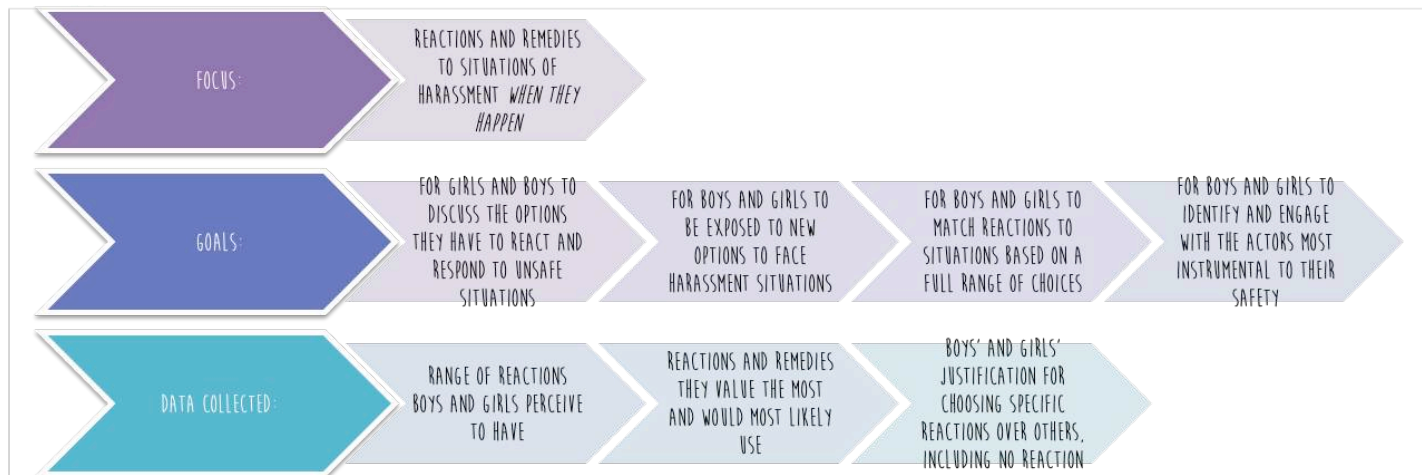 FOCUS:
REACTIONS AND REMEDIES
TO SITUATIONS OF
HARASSMENT WHEN THEY
HAPPEN
GOALS:
FOR GIRLS AND BOYS TO
DISCUSS THE OPTIONS
THEY HAVE TO REACT AND
RESPOND TO UNSAFE
SITUATIONS
FOR BOYS AND GIRLS TO
BE EXPOSED TO NEW
OPTIONS TO FACE
HARASSMENT SITUATIONS
FOR BOYS AND GIRLS TO
MATCH REACTIONS TO
SITUATIONS BASED ON A
FULL RANGE OF CHOICES
FOR BOYS AND GIRLS TO
IDENTIFY AND ENGAGE
WITH THE ACTORS MOST
INSTRUMENTAL TO THEIR
SAFETY
DATA COLLECTED:
RANGE OF REACTIONS
BOYS AND GIRLS PERCEIVE
TO HAVE
REACTIONS AND REMEDIES
THEY VALUE THE MOST
AND WOULD MOST LIKELY
USE
BOYS' AND GIRLS'
JUSTIFICATION FOR
CHOOSING SPECIFIC
REACTIONS OVER OTHERS,
INCLUDING NO REACTION